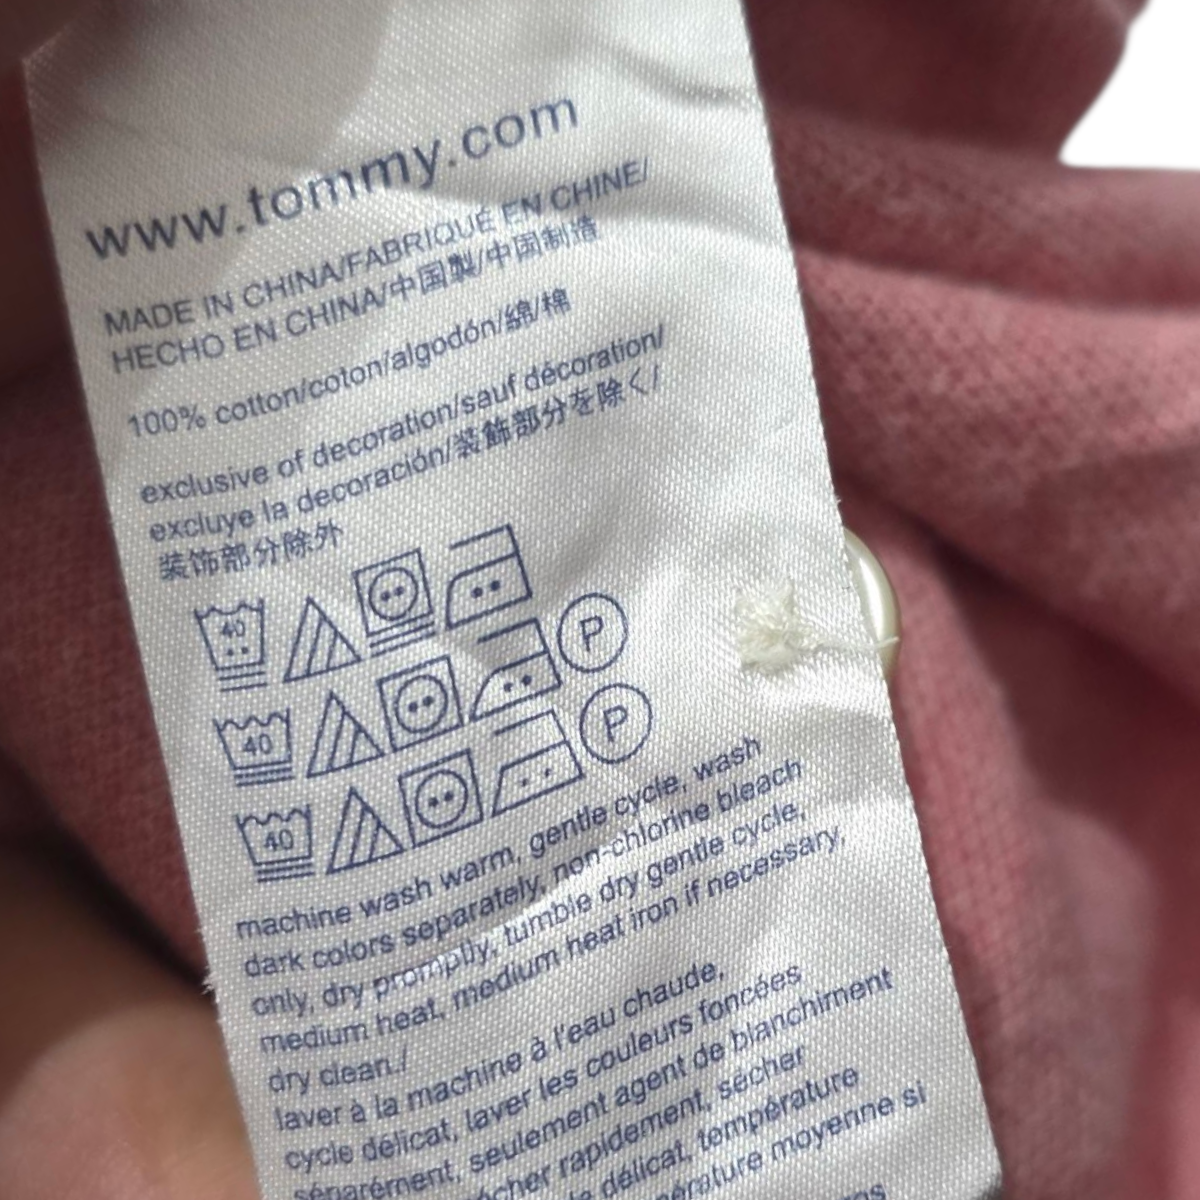 www.tommy.com
MADE IN CHINA/FABRIQUÉ EN CHINE/
HECHO EN CHINA/中国製/中国制造
100% cotton/coton/algodón/綿/棉
exclusive of decoration/sauf décoration/
excluye la decoración/装飾部分を除く/
装饰部分除外
40
40 P
40 P
machine wash warm, gentle cycle, wash
dark colors separately, non-chlorine bleach
only, dry promptly, tumble dry gentle cycle,
medium heat, medium heat iron if necessary,
dry clean./
laver à la machine à l'eau chaude,
cycle délicat, laver les couleurs foncées
séparément, seulement agent de blanchiment
sécher rapidement, sécher
délicat, température
température moyenne si